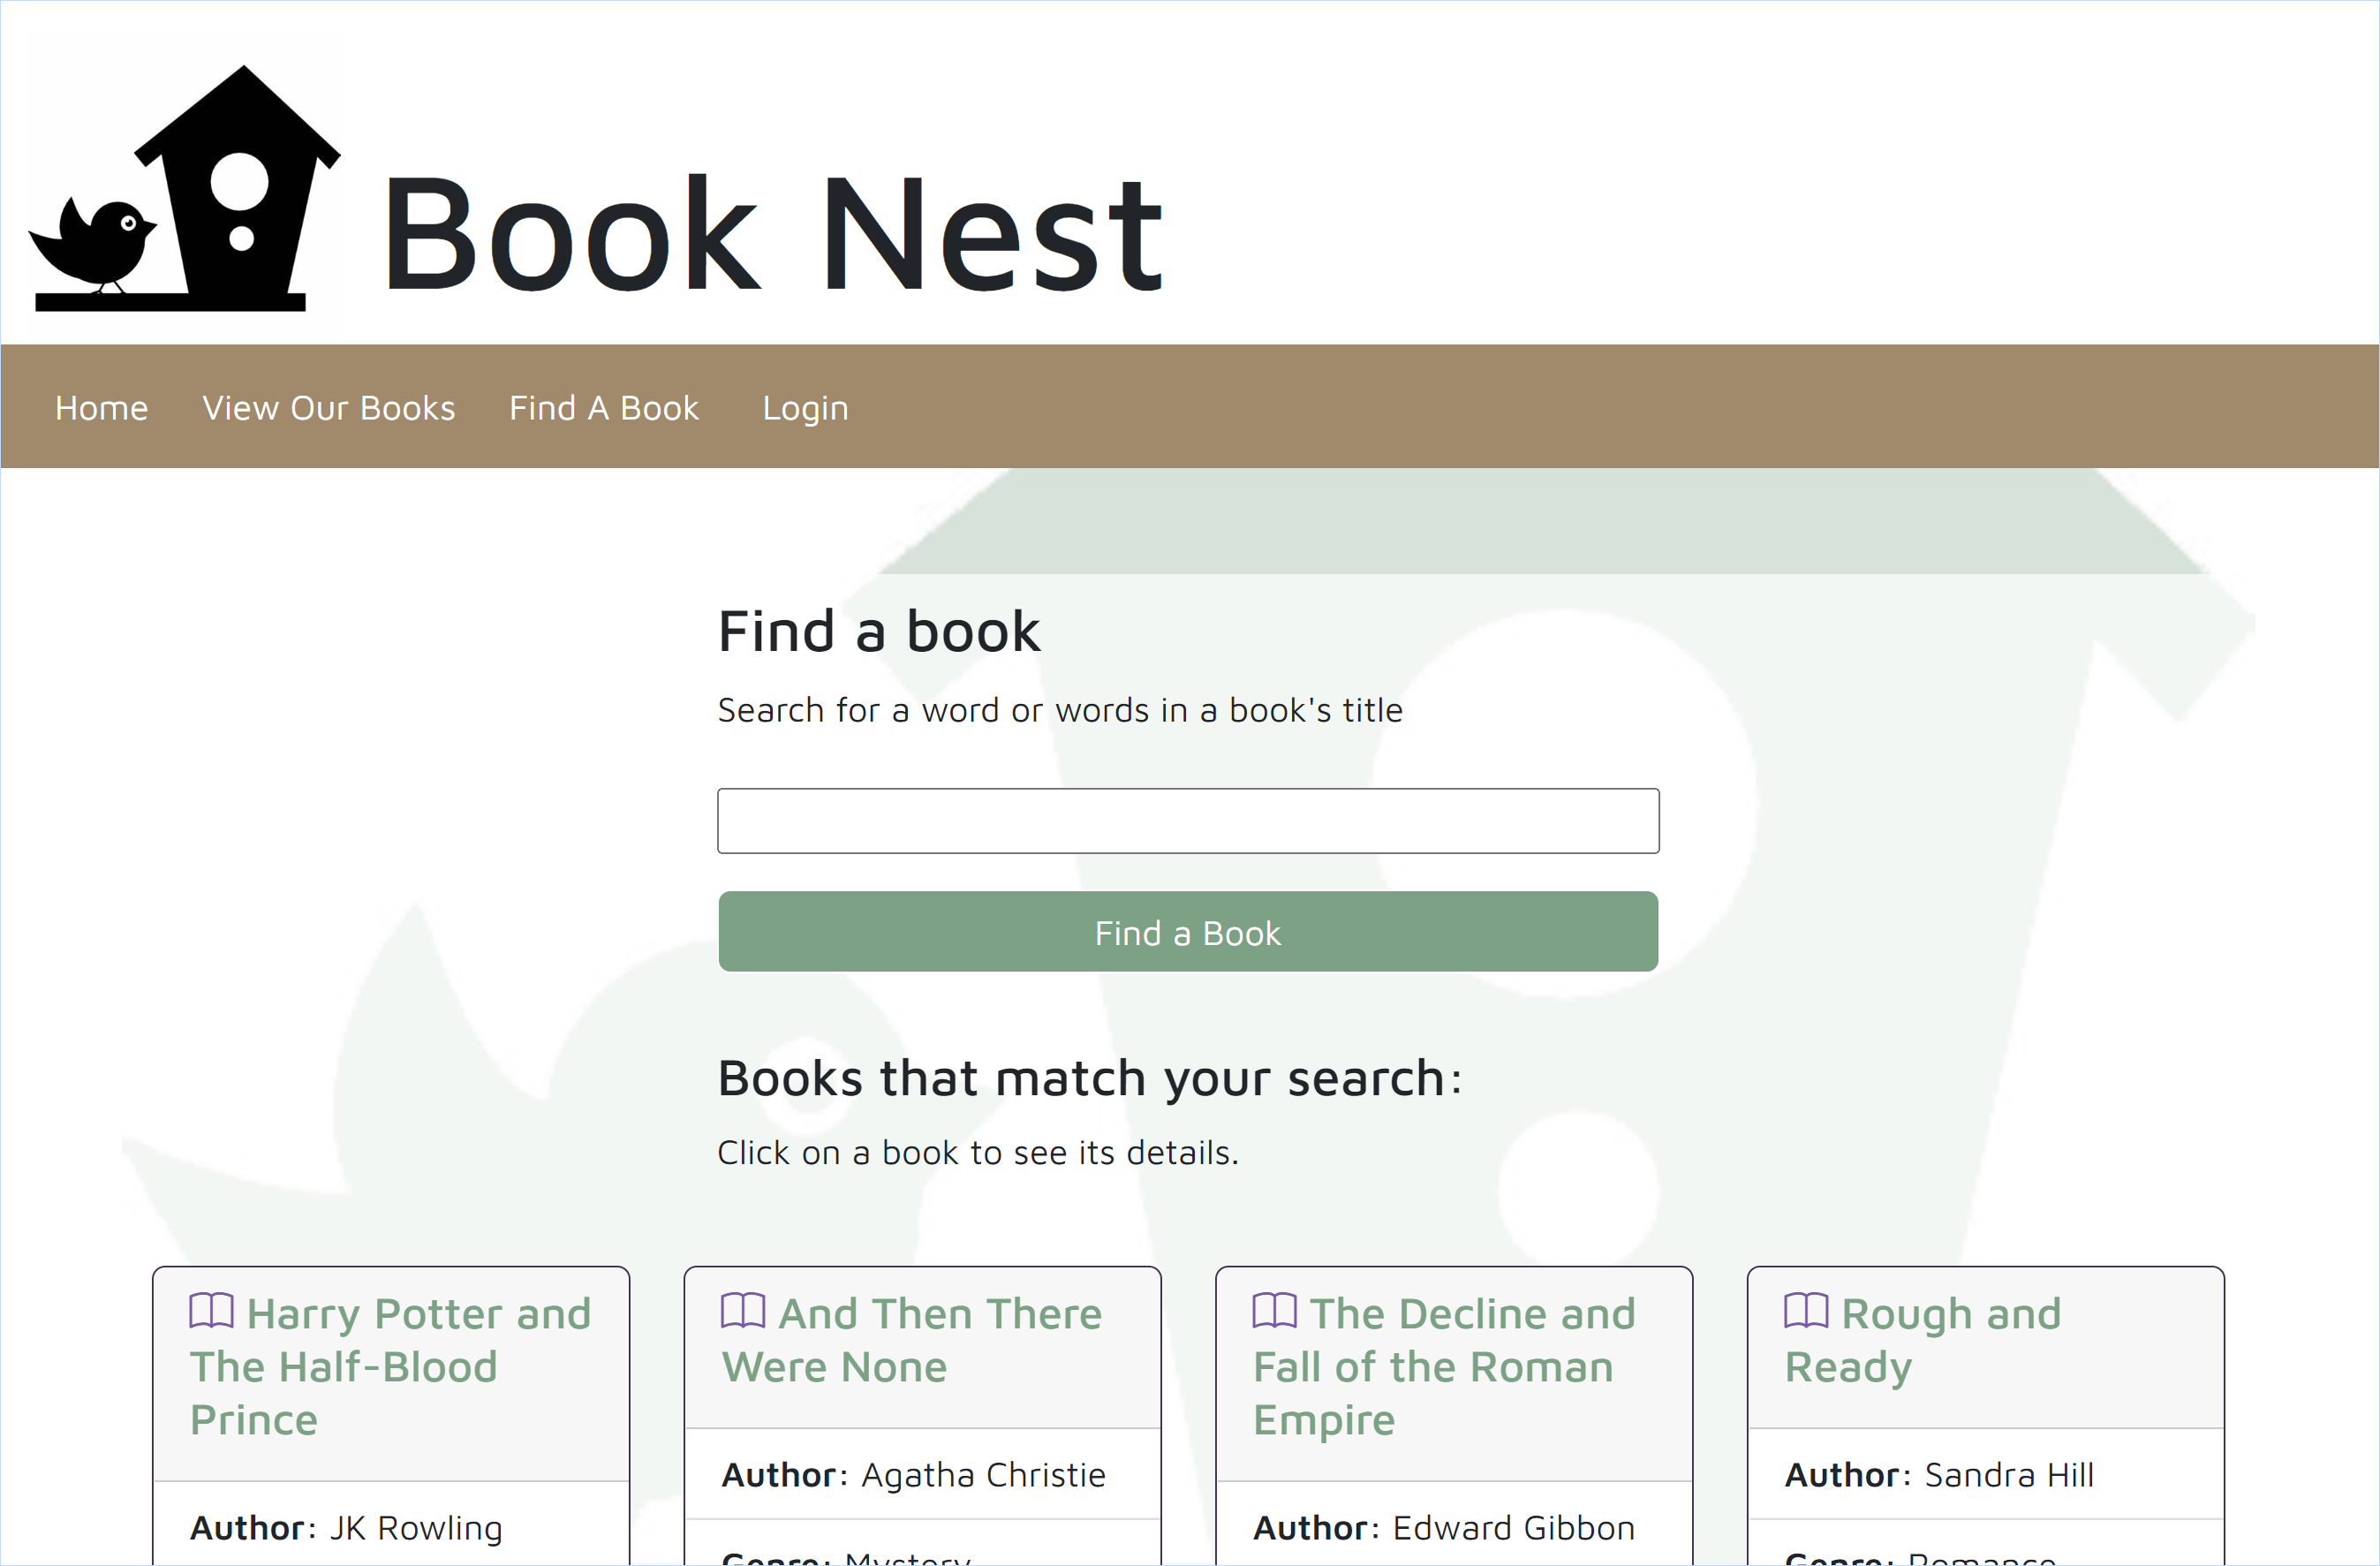 Book Nest
Home View Our Books Find A Book Login
Find a book
Search for a word or words in a book's title
Find a Book
Books that match your search:
Click on a book to see its details.
Harry Potter and
The Half-Blood
Prince
Author: JK Rowling
And Then There
Were None
Author: Agatha Christie
Genre: Mystery
The Decline and
Fall of the Roman
Empire
Author: Edward Gibbon
Rough and
Ready
Author: Sandra Hill
Genre: Romance